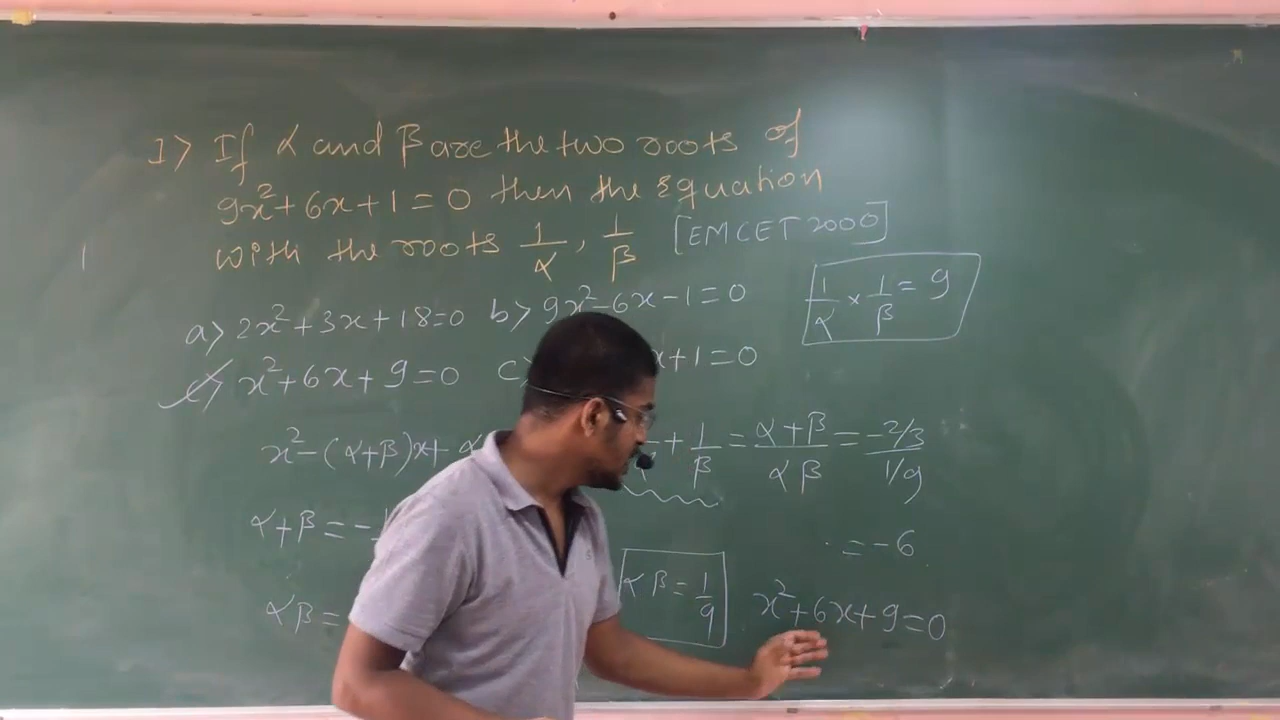 1> If α and β are the two roots of
9x²+6x+1=0 then the Equation
with the roots 1/α, 1/β [EMCET 2000]
1/α × 1/β = 9
a> 2x²+3x+18=0 b> 9x²-6x-1=0
x²+6x+9=0 c> x+1=0
x²-(α+β)x+ + 1/β = α+β/αβ = -2/3/1/9
α+β = -
= -6
αβ = αβ = 1/9 x²+6x+9=0